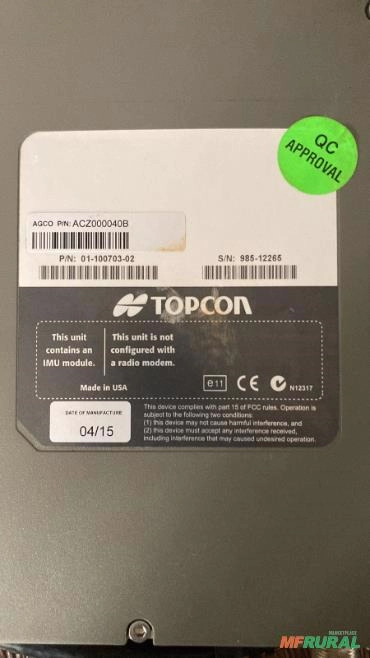 QC
APPROVAL
AGCO P/N: ACZ000040B
P/N: 01-100703-02
S/N: 985-12265
TOPCON
This unit
contains an
IMU module.
This unit is not
configured with
a radio modem.
Made in USA
e11 CE N12317
DATE OF MANUFACTURE
04/15
This device complies with part 15 of FCC rules. Operation is
subject to the following two conditions:
(1) this device may not cause harmful interference, and
(2) this device must accept any interference received,
including interference that may caused undesired operation.
MARKETPLACE
MFRURAL